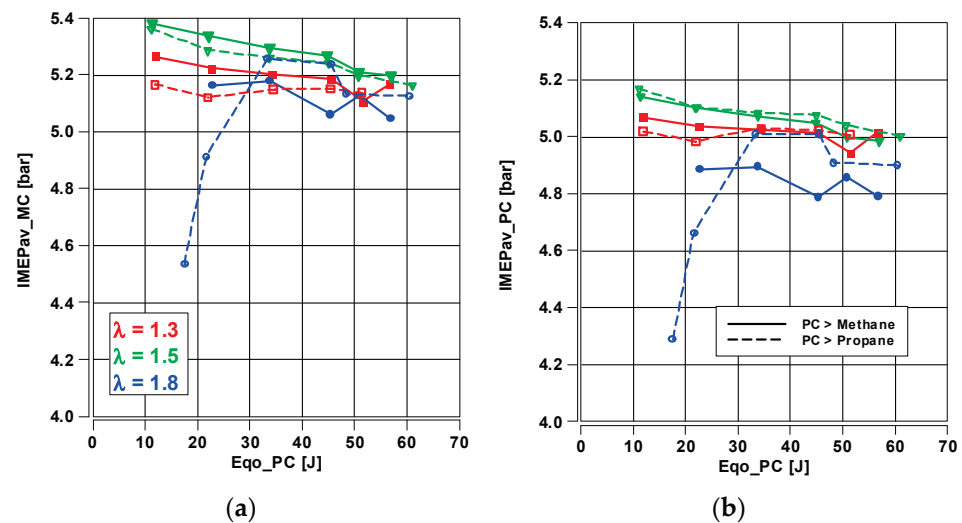 5.4
5.2
5.0
4.8
4.6
4.4
4.2
4.0
IMEPav_MC [bar]
λ = 1.3
λ = 1.5
λ = 1.8
0 10 20 30 40 50 60 70
Eqo_PC [J]
(a)
5.4
5.2
5.0
4.8
4.6
4.4
4.2
4.0
IMEPav_PC [bar]
PC > Methane
PC > Propane
0 10 20 30 40 50 60 70
Eqo_PC [J]
(b)